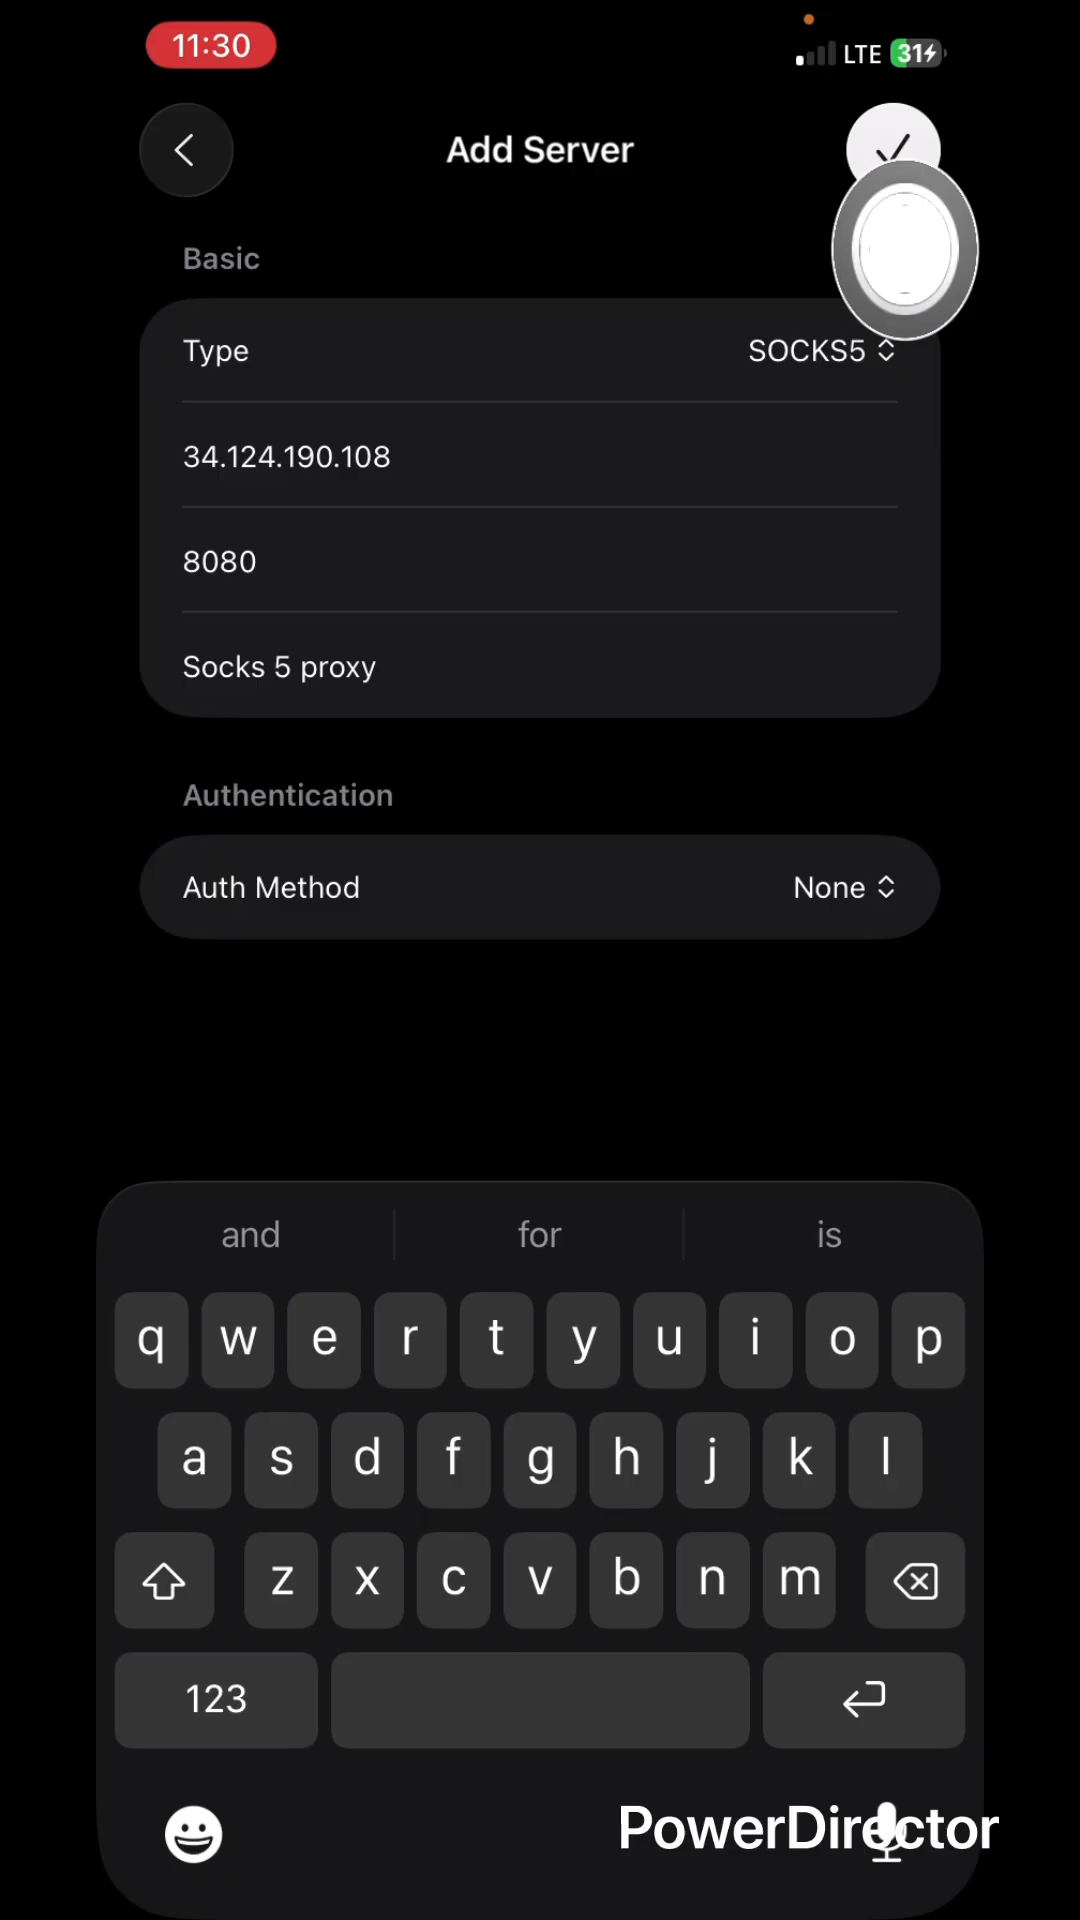 11:30
LTE 31
Add Server
Basic
Type SOCKS5
34.124.190.108
8080
Socks 5 proxy
Authentication
Auth Method None
and for is
q w e r t y u i o p
a s d f g h j k l
z x c v b n m
123
PowerDirector